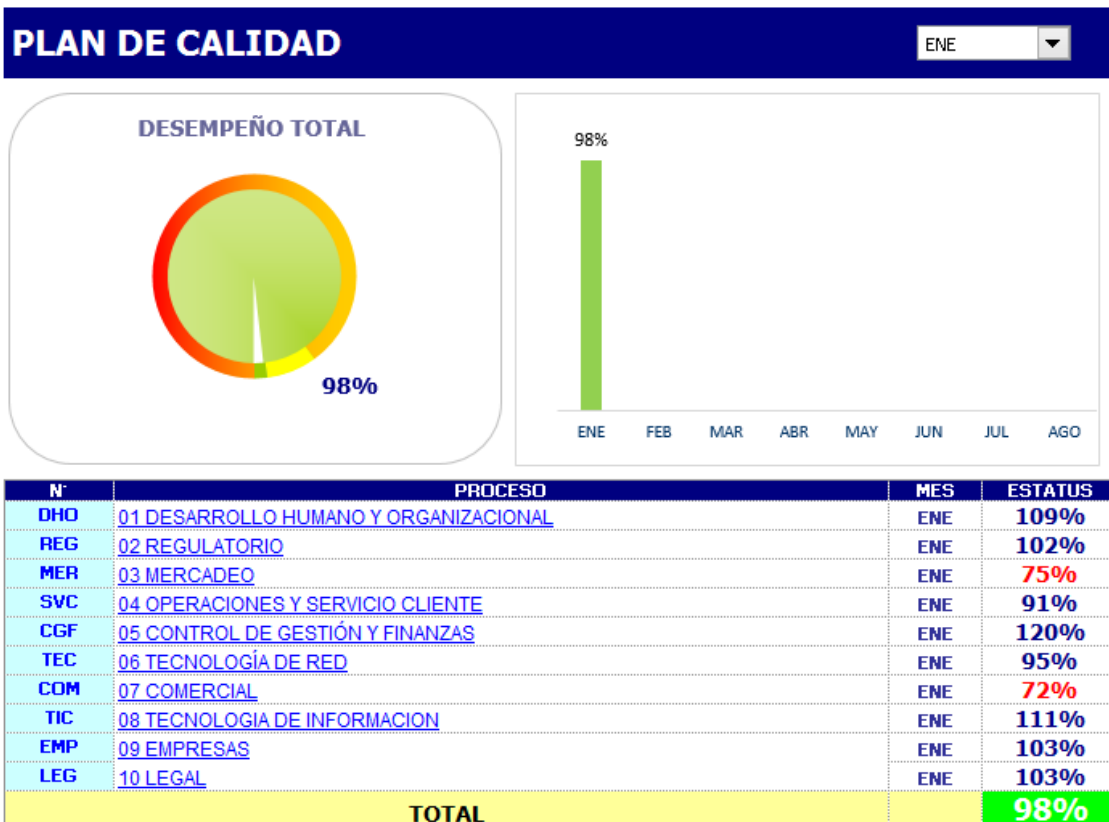 PLAN DE CALIDAD
ENE
DESEMPEÑO TOTAL
98%
98%
ENE FEB MAR ABR MAY JUN JUL AGO
N° PROCESO MES ESTATUS
DHO 01 DESARROLLO HUMANO Y ORGANIZACIONAL ENE 109%
REG 02 REGULATORIO ENE 102%
MER 03 MERCADEO ENE 75%
SVC 04 OPERACIONES Y SERVICIO CLIENTE ENE 91%
CGF 05 CONTROL DE GESTIÓN Y FINANZAS ENE 120%
TEC 06 TECNOLOGÍA DE RED ENE 95%
COM 07 COMERCIAL ENE 72%
TIC 08 TECNOLOGIA DE INFORMACION ENE 111%
EMP 09 EMPRESAS ENE 103%
LEG 10 LEGAL ENE 103%
TOTAL 98%